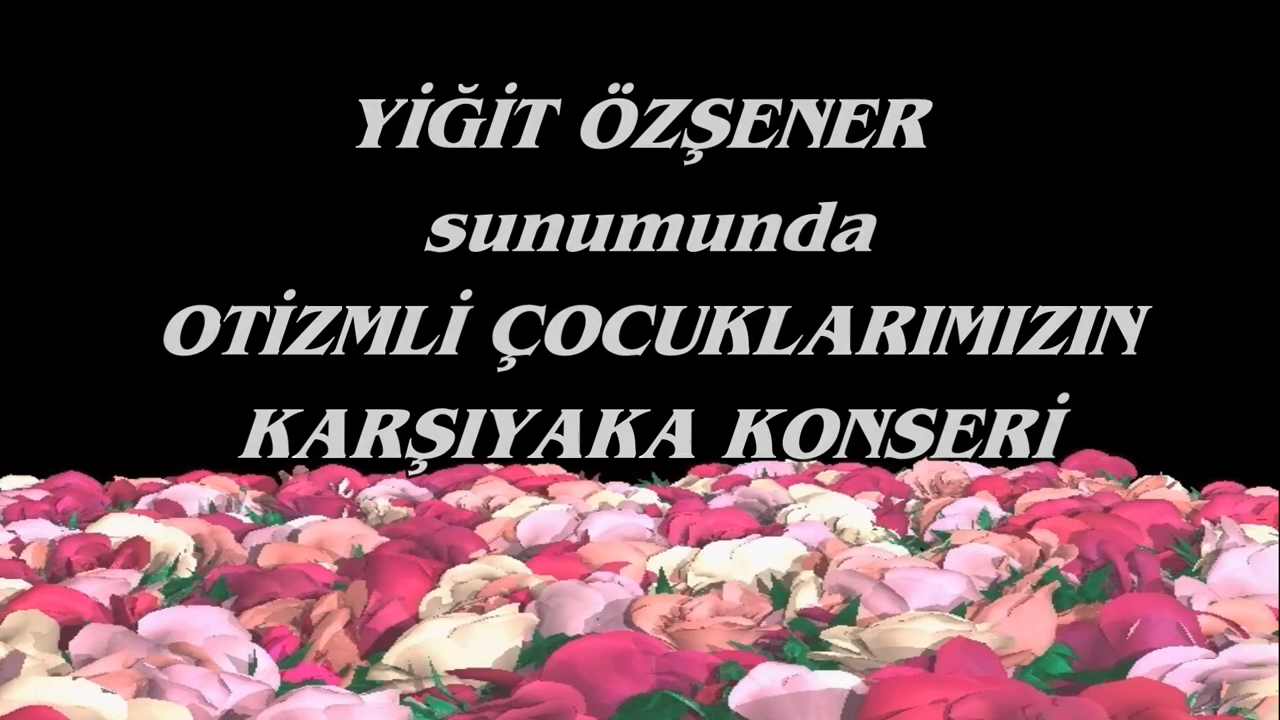 YİĞİT ÖZŞENER
sunumunda
OTİZMLİ ÇOCUKLARIMIZIN
KARŞIYAKA KONSERİ